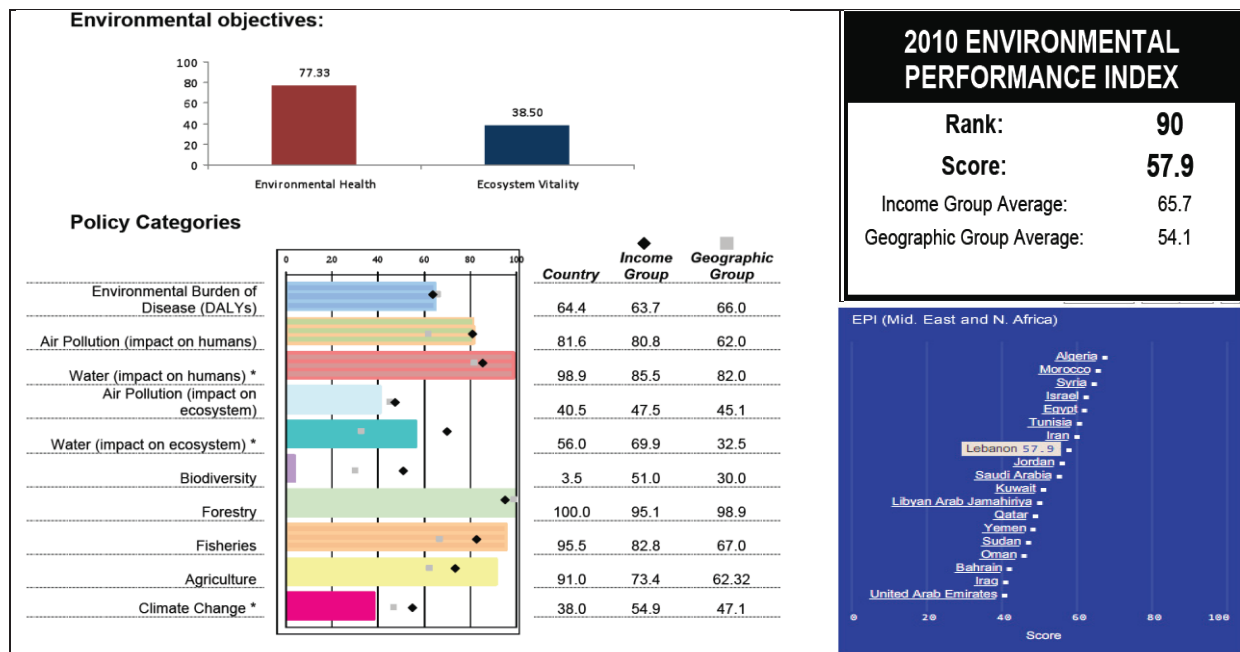 Environmental objectives:
100
80
60
40
20
0
77.33
38.50
Environmental Health
Ecosystem Vitality
Policy Categories
0 20 40 60 80 100
Country
Income Group
Geographic Group
Environmental Burden of
Disease (DALYs) 64.4 63.7 66.0
Air Pollution (impact on humans) 81.6 80.8 62.0
Water (impact on humans) * 98.9 85.5 82.0
Air Pollution (impact on
ecosystem) 40.5 47.5 45.1
Water (impact on ecosystem) * 56.0 69.9 32.5
Biodiversity 3.5 51.0 30.0
Forestry 100.0 95.1 98.9
Fisheries 95.5 82.8 67.0
Agriculture 91.0 73.4 62.32
Climate Change * 38.0 54.9 47.1
2010 ENVIRONMENTAL
PERFORMANCE INDEX
Rank: 90
Score: 57.9
Income Group Average: 65.7
Geographic Group Average: 54.1
EPI (Mid. East and N. Africa)
Algeria
Morocco
Syria
Israel
Egypt
Tunisia
Iran
Lebanon 57.9
Jordan
Saudi Arabia
Kuwait
Libyan Arab Jamahiriya
Qatar
Yemen
Sudan
Oman
Bahrain
Iraq
United Arab Emirates
0 20 40 60 80 100
Score